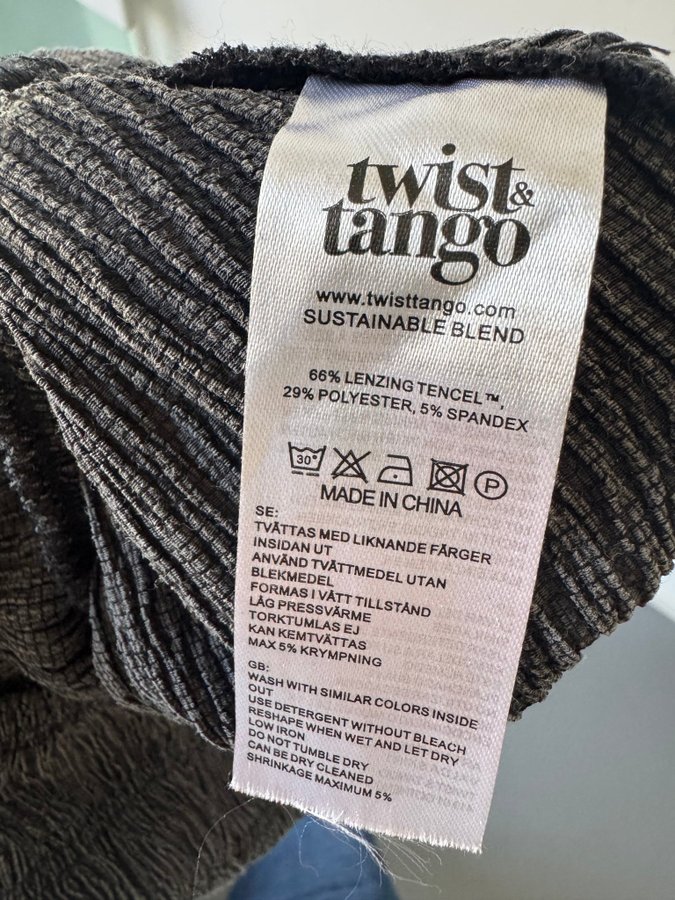 twist &
tango
www.twisttango.com
SUSTAINABLE BLEND
66% LENZING TENCEL™,
29% POLYESTER, 5% SPANDEX
30° P
MADE IN CHINA
SE:
TVÄTTAS MED LIKNANDE FÄRGER
INSIDAN UT
ANVÄND TVÄTTMEDEL UTAN
BLEKMEDEL
FORMAS I VÅTT TILLSTÅND
LÅG PRESSVÄRME
TORKTUMLAS EJ
KAN KEMTVÄTTAS
MAX 5% KRYMPNING
GB:
WASH WITH SIMILAR COLORS INSIDE
OUT
USE DETERGENT WITHOUT BLEACH
RESHAPE WHEN WET AND LET DRY
LOW IRON
DO NOT TUMBLE DRY
CAN BE DRY CLEANED
SHRINKAGE MAXIMUM 5%